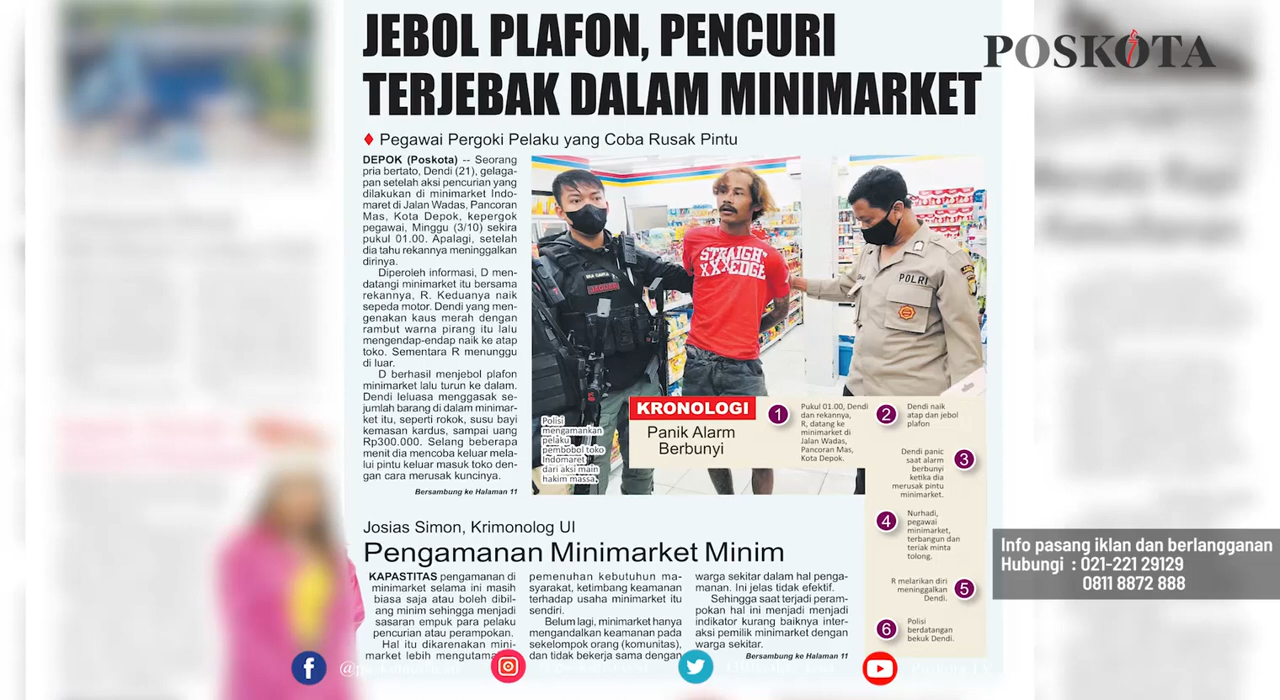 JEBOL PLAFON, PENCURI
TERJEBAK DALAM MINIMARKET
POSKOTA
Pegawai Pergoki Pelaku yang Coba Rusak Pintu
DEPOK (Poskota) -- Seorang
pria bertato, Dendi (21), gelaga-
pan setelah aksi pencurian yang
dilakukan di minimarket Indo-
maret di Jalan Wadas, Pancoran
Mas, Kota Depok, kepergok
pegawai, Minggu (3/10) sekira
pukul 01.00. Apalagi, setelah
dia tahu rekannya meninggalkan
dirinya.
Diperoleh informasi, D men-
datangi minimarket itu bersama
rekannya, R. Keduanya naik
sepeda motor. Dendi yang men-
genakan kaus merah dengan
rambut warna pirang itu lalu
mengendap-endap naik ke atap
toko. Sementara R menunggu
di luar.
D berhasil menjebol plafon
minimarket lalu turun ke dalam.
Dendi leluasa menggasak se-
jumlah barang di dalam minimar-
ket itu, seperti rokok, susu bayi
kemasan kardus, sampai uang
Rp300.000. Selang beberapa
menit dia mencoba keluar mela-
lui pintu keluar masuk toko den-
gan cara merusak kuncinya.
Bersambung ke Halaman 11
JAGUAR
STRAIGHT
XXXEDGE
POLRI
Polisi
mengamankan
pelaku
pembobol toko
Indomaret
dari aksi main
hakim massa.
KRONOLOGI
Panik Alarm
Berbunyi
1
Pukul 01.00, Dendi
dan rekannya,
R, datang ke
minimarket di
Jalan Wadas,
Pancoran Mas,
Kota Depok.
2
Dendi naik
atap dan jebol
plafon
3
Dendi panic
saat alarm
berbunyi
ketika dia
merusak pintu
minimarket.
4
Nurhadi,
pegawai
minimarket,
terbangun dan
teriak minta
tolong.
5
R melarikan diri
meninggalkan
Dendi.
6
Polisi
berdatangan
bekuk Dendi.
Josias Simon, Krimonolog UI
Pengamanan Minimarket Minim
KAPASTITAS pengamanan di
minimarket selama ini masih
biasa saja atau boleh dibil-
ang minim sehingga menjadi
sasaran empuk para pelaku
pencurian atau perampokan.
Hal itu dikarenakan mini-
market lebih mengutama
pemenuhan kebutuhun ma-
syarakat, ketimbang keamanan
terhadap usaha minimarket itu
sendiri.
Belum lagi, minimarket hanya
mengandalkan keamanan pada
sekelompok orang (komunitas),
dan tidak bekerja sama dengan
warga sekitar dalam hal penga-
manan. Ini jelas tidak efektif.
Sehingga saat terjadi peram-
pokan hal ini menjadi menjadi
indikator kurang baiknya inter-
aksi pemilik minimarket dengan
warga sekitar.
Bersambung ke Halaman 11
Info pasang iklan dan berlangganan
Hubungi : 021-221 29129
0811 8872 888